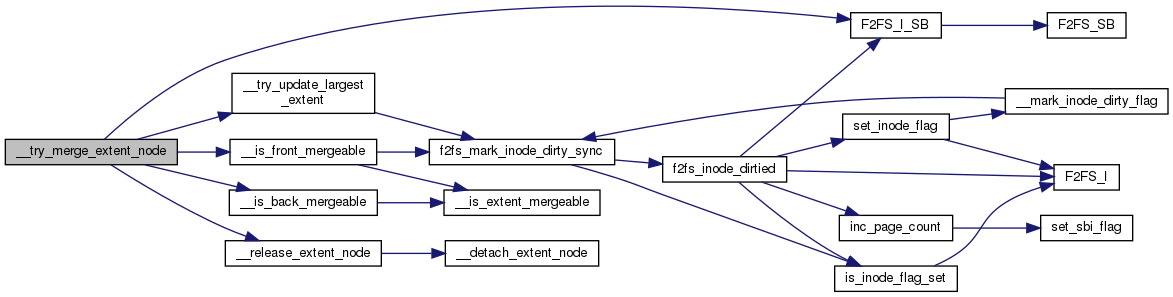 __try_merge_extent_node
__try_update_largest
_extent
__is_front_mergeable
__is_back_mergeable
__release_extent_node
f2fs_mark_inode_dirty_sync
__is_extent_mergeable
__detach_extent_node
f2fs_inode_dirtied
F2FS_I_SB
set_inode_flag
inc_page_count
is_inode_flag_set
F2FS_SB
__mark_inode_dirty_flag
F2FS_I
set_sbi_flag